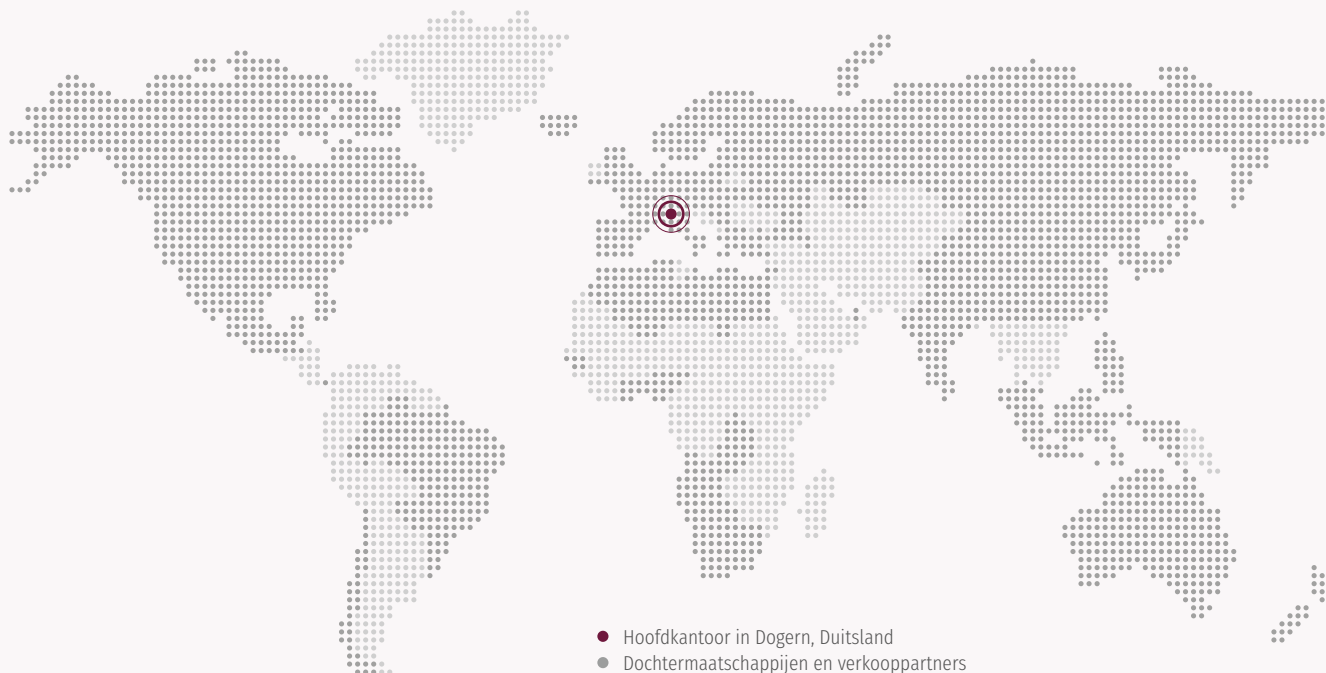 Hoofdkantoor in Dogern, Duitsland
Dochtermaatschappijen en verkooppartners